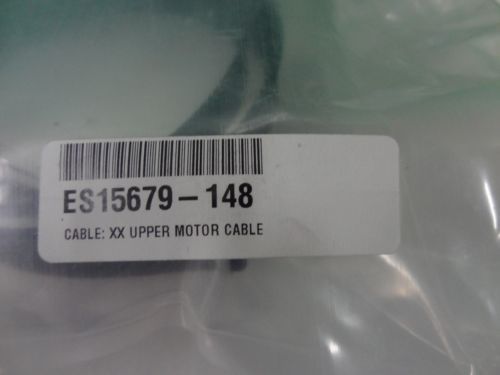 ES15679-148
CABLE: XX UPPER MOTOR CABLE